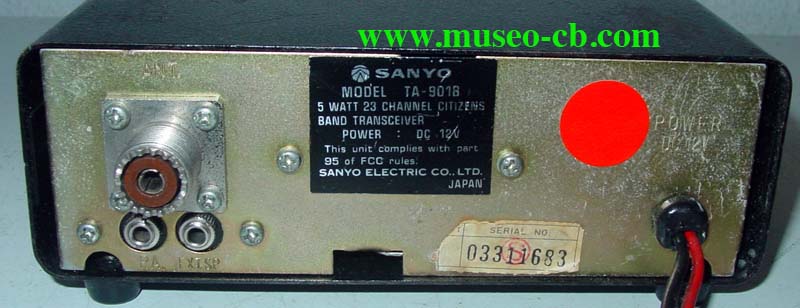 www.museo-cb.com
ANT.
SANYO
MODEL TA-901B
5 WATT 23 CHANNEL CITIZENS
BAND TRANSCEIVER
POWER : DC 12V
This unit complies with part
95 of FCC rules.
SANYO ELECTRIC CO., LTD.
JAPAN
POWER
DC 12V
PA. EXT.SP
SERIAL NO.
03311683